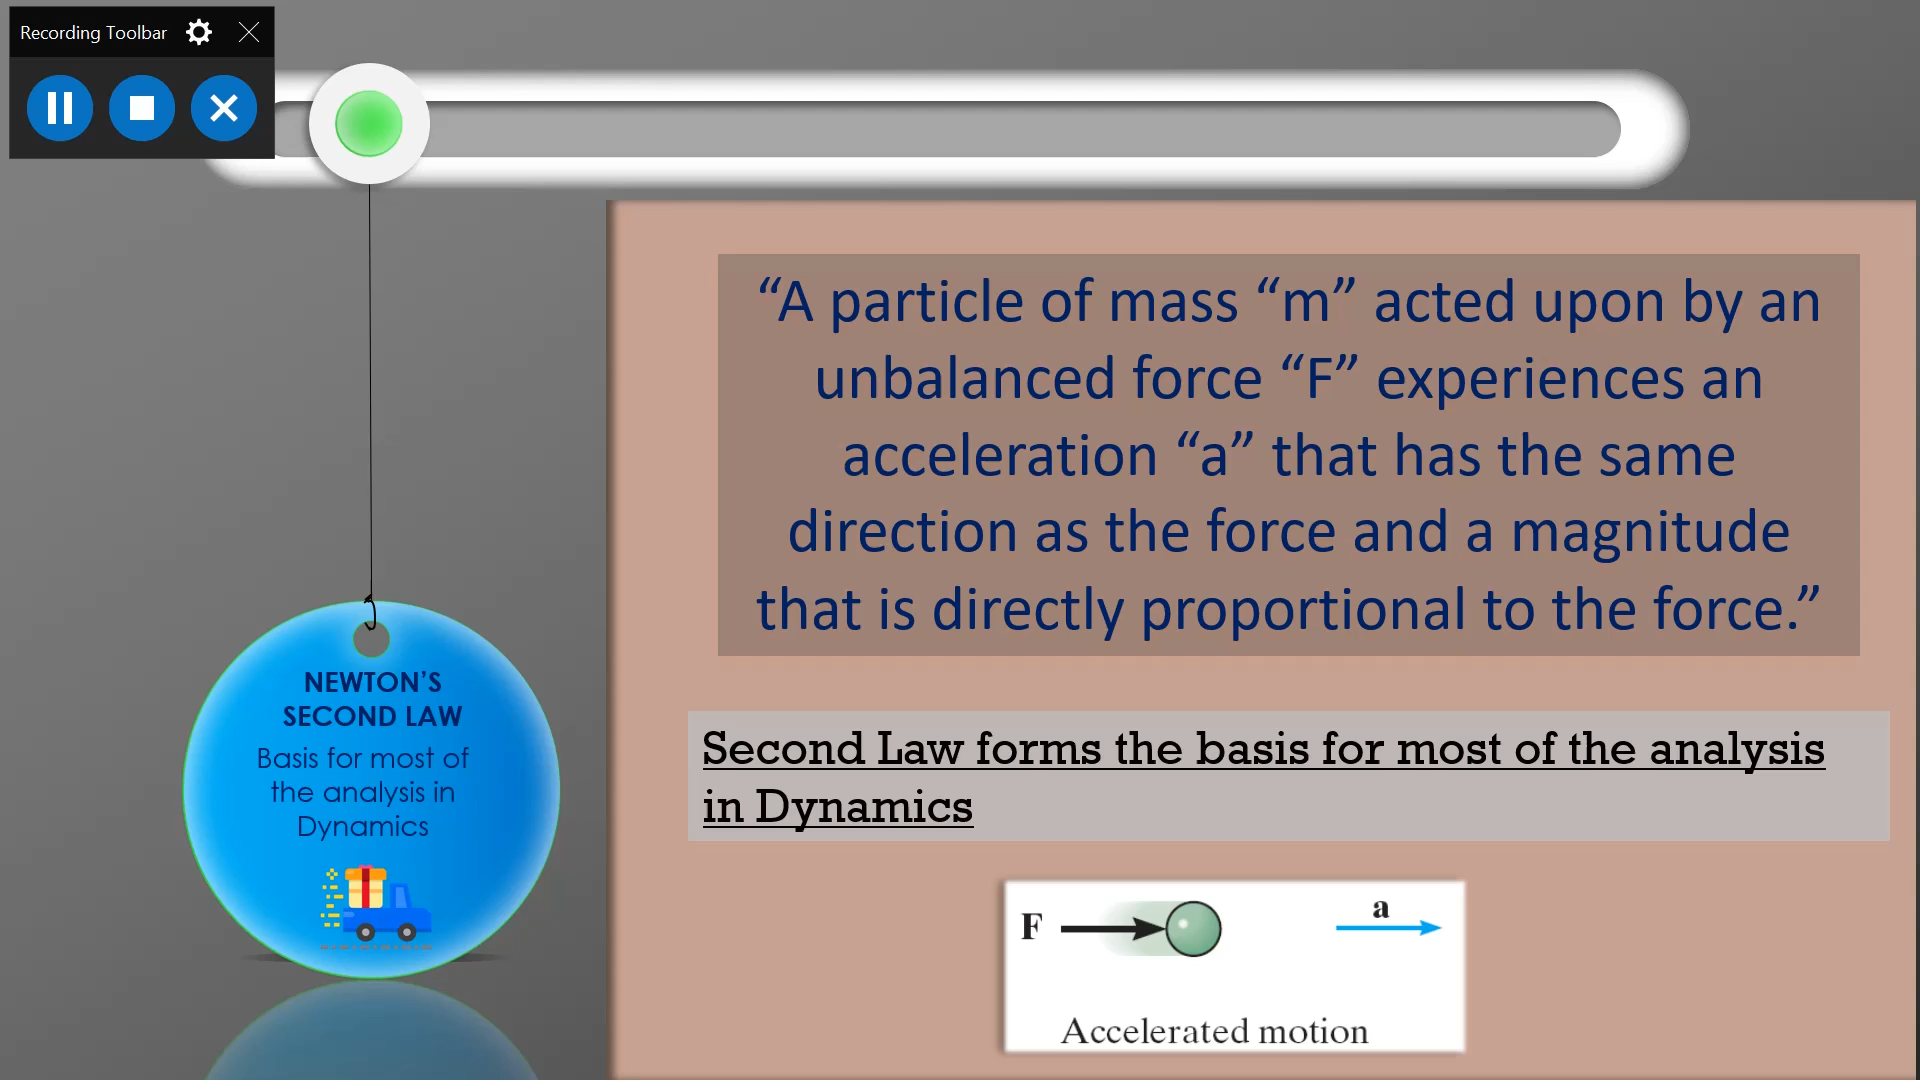 Recording Toolbar
“A particle of mass “m” acted upon by an
unbalanced force “F” experiences an
acceleration “a” that has the same
direction as the force and a magnitude
that is directly proportional to the force.”
NEWTON’S
SECOND LAW
Basis for most of
the analysis in
Dynamics
Second Law forms the basis for most of the analysis
in Dynamics
F
a
Accelerated motion